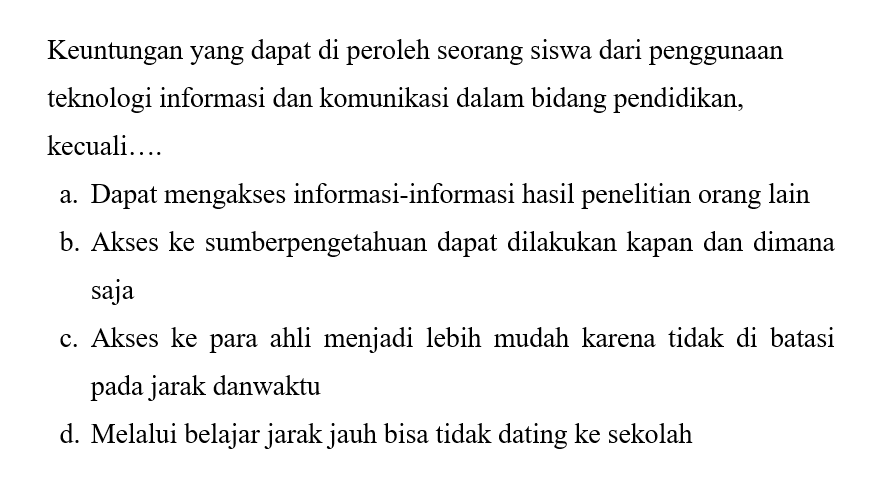 Keuntungan yang dapat di peroleh seorang siswa dari penggunaan
teknologi informasi dan komunikasi dalam bidang pendidikan,
kecuali….
a. Dapat mengakses informasi-informasi hasil penelitian orang lain
b. Akses ke sumberpengetahuan dapat dilakukan kapan dan dimana
saja
c. Akses ke para ahli menjadi lebih mudah karena tidak di batasi
pada jarak danwaktu
d. Melalui belajar jarak jauh bisa tidak dating ke sekolah